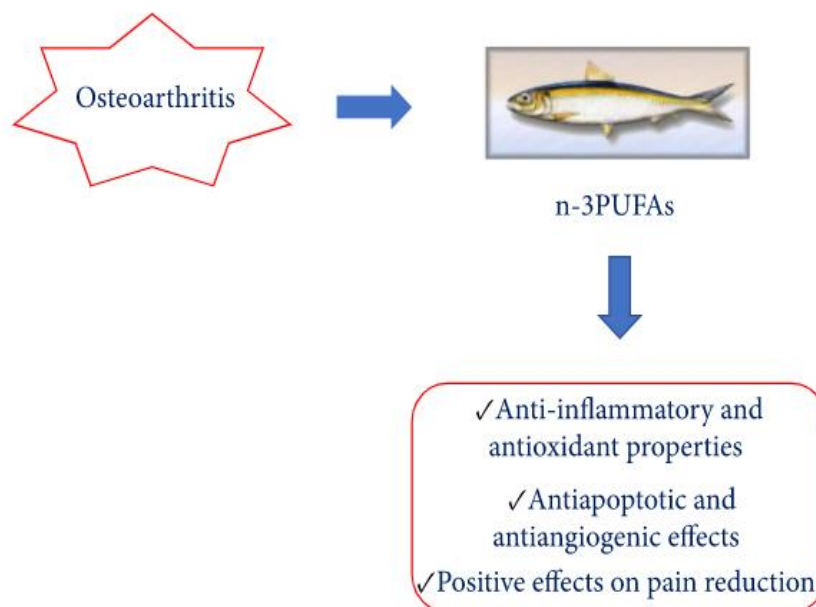 Osteoarthritis
n-3PUFAs
✓Anti-inflammatory and
antioxidant properties
✓Antiapoptotic and
antiangiogenic effects
✓Positive effects on pain reduction